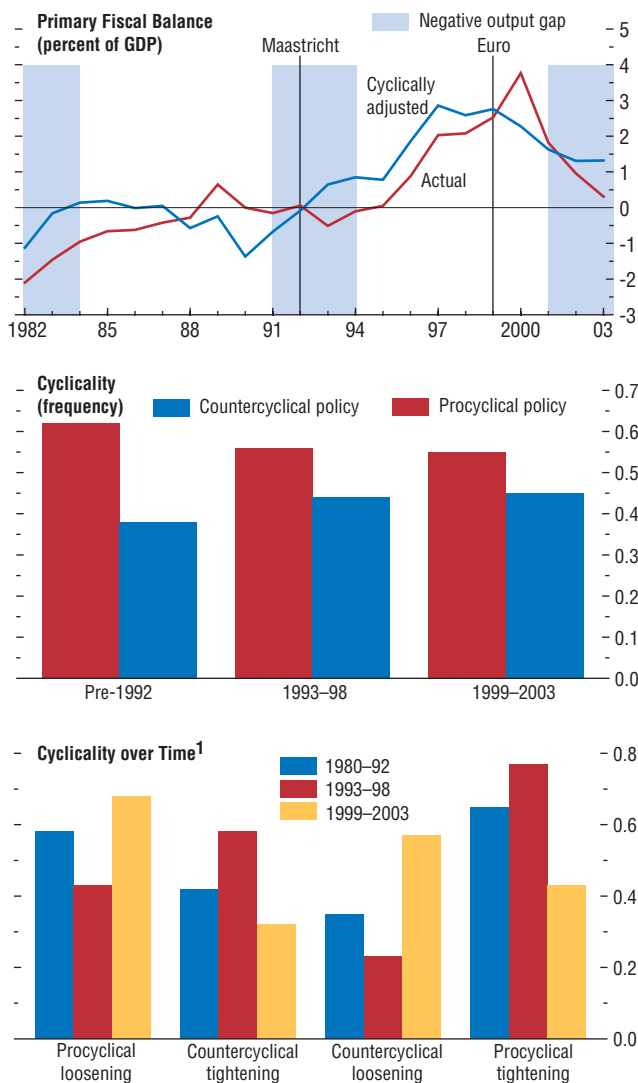 Primary Fiscal Balance
(percent of GDP)
Negative output gap
Maastricht
Euro
Cyclically
adjusted
Actual
5
4
3
2
1
0
-1
-2
-3
1982
85
88
91
94
97
2000
03
Cyclicality
(frequency)
Countercyclical policy
Procyclical policy
0.7
0.6
0.5
0.4
0.3
0.2
0.1
0.0
Pre-1992
1993–98
1999–2003
Cyclicality over Time1
1980–92
1993–98
1999–2003
0.8
0.6
0.4
0.2
0.0
Procyclical
loosening
Countercyclical
tightening
Countercyclical
loosening
Procyclical
tightening